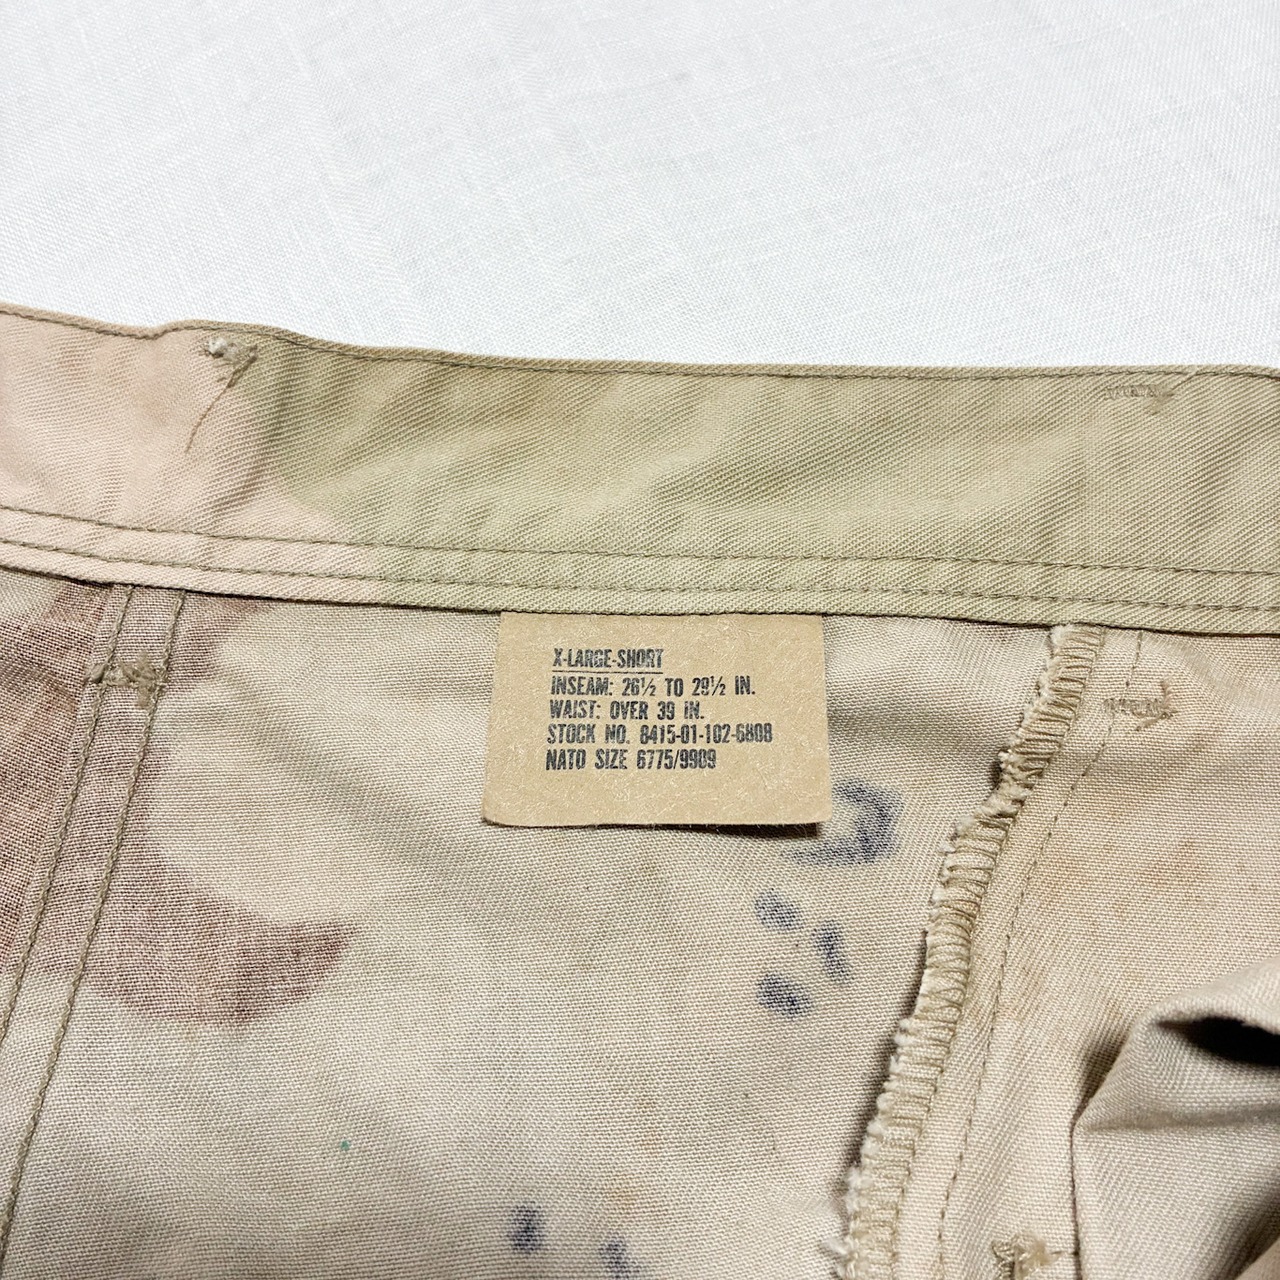 X-LARGE-SHORT
INSEAM: 26½ TO 29½ IN.
WAIST: OVER 39 IN.
STOCK NO. 8415-01-102-6808
NATO SIZE 6775/9909